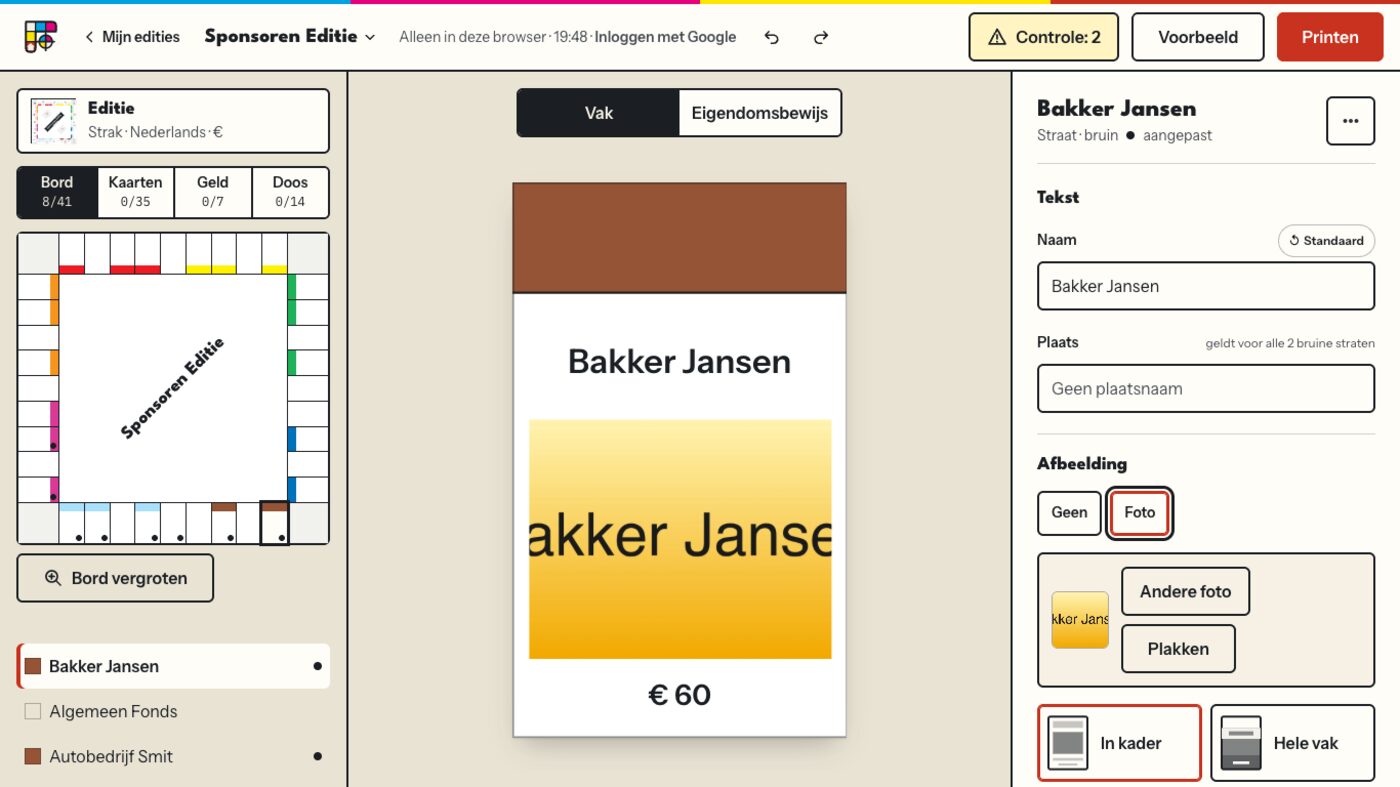 Mijn edities
Sponsoren Editie
Alleen in deze browser · 19:48 · Inloggen met Google
Controle: 2
Voorbeeld
Printen
Editie
Strak · Nederlands · €
Bord
8/41
Kaarten
0/35
Geld
0/7
Doos
0/14
Sponsoren Editie
Bord vergroten
Bakker Jansen
Algemeen Fonds
Autobedrijf Smit
Vak
Eigendomsbewijs
Bakker Jansen
akker Janse
€ 60
Bakker Jansen
Straat · bruin ● aangepast
Tekst
Naam
Standaard
Bakker Jansen
Plaats
geldt voor alle 2 bruine straten
Geen plaatsnaam
Afbeelding
Geen
Foto
kker Jans
Andere foto
Plakken
In kader
Hele vak